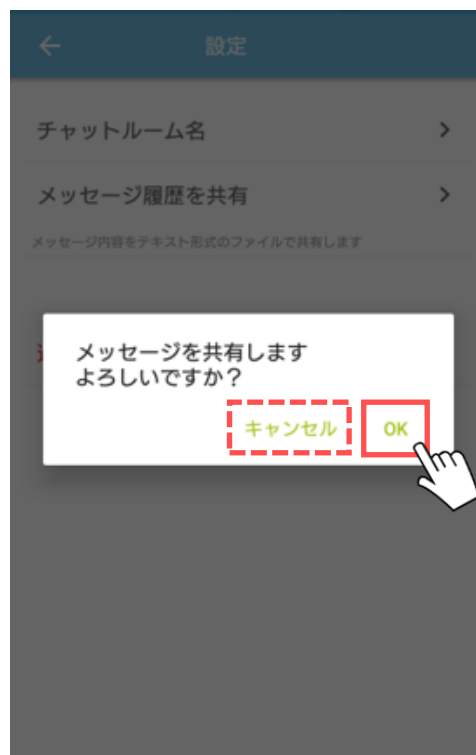 設定
チャットルーム名
メッセージ履歴を共有
メッセージ内容をテキスト形式のファイルで共有します
メッセージを共有します
よろしいですか？
キャンセル OK